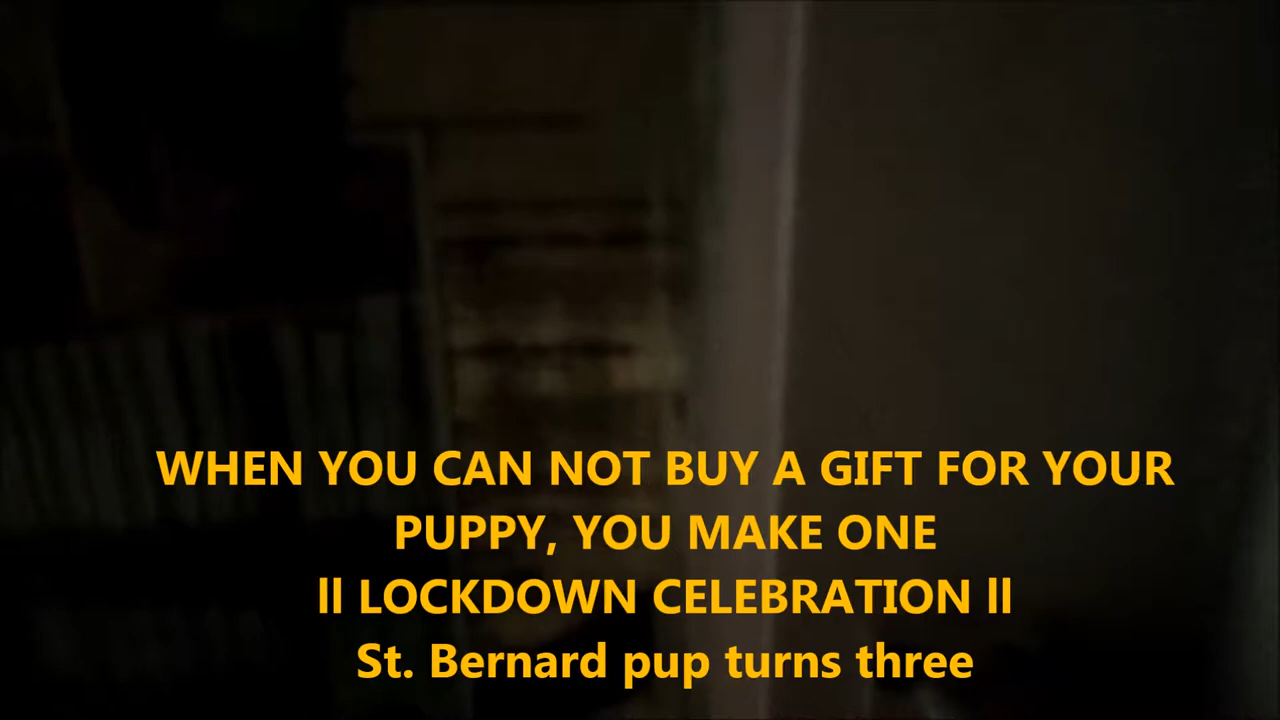 WHEN YOU CAN NOT BUY A GIFT FOR YOUR
PUPPY, YOU MAKE ONE
ll LOCKDOWN CELEBRATION ll
St. Bernard pup turns three